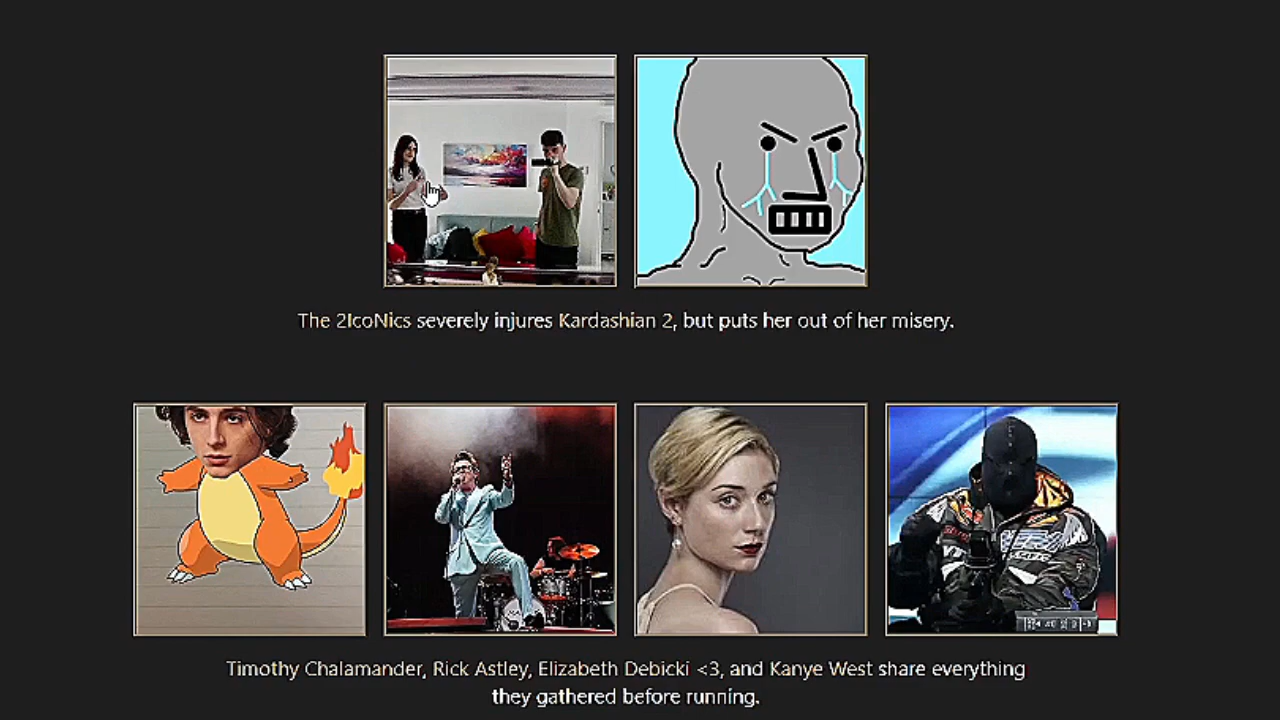 The 2IcoNics severely injures Kardashian 2, but puts her out of her misery.
Timothy Chalamander, Rick Astley, Elizabeth Debicki <3, and Kanye West share everything
they gathered before running.